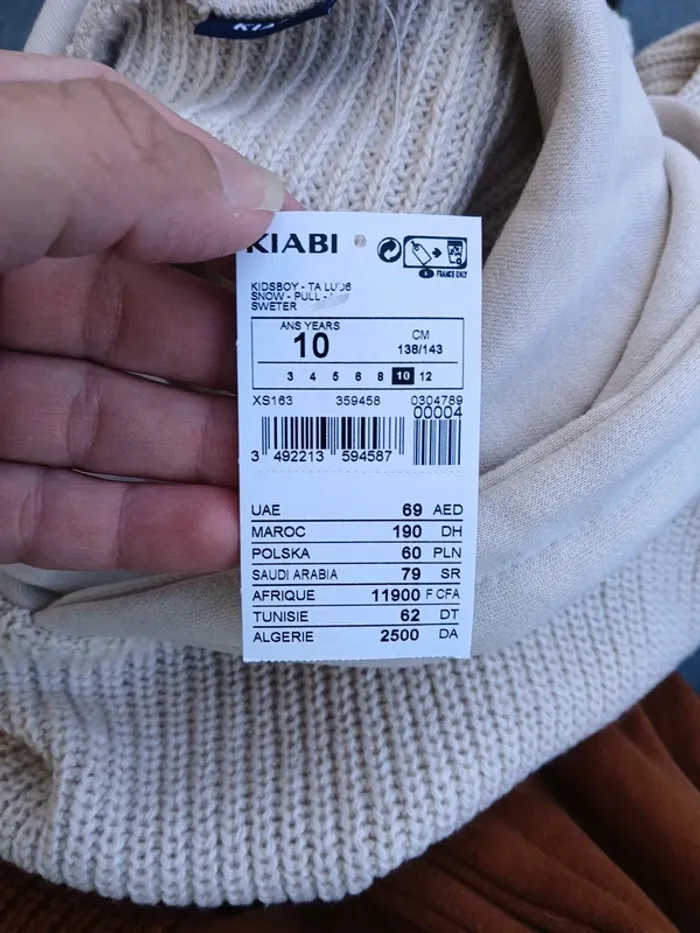 KIABI
FRANCE ONLY
KIDSBOY - TA
SNOW - PULL -
SWETER
ANS YEARS
10
CM
138/143
3 4 5 6 8 10 12
XS163 359458 0304789
00004
3 492213 594587
UAE 69 AED
MAROC 190 DH
POLSKA 60 PLN
SAUDI ARABIA 79 SR
AFRIQUE 11900 F CFA
TUNISIE 62 DT
ALGERIE 2500 DA